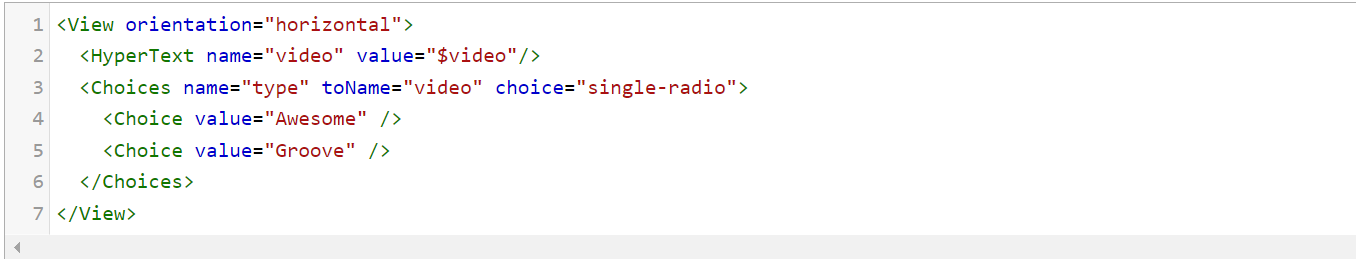 1 <View orientation="horizontal">
2   <HyperText name="video" value="$video"/>
3   <Choices name="type" toName="video" choice="single-radio">
4     <Choice value="Awesome" />
5     <Choice value="Groove" />
6   </Choices>
7 </View>